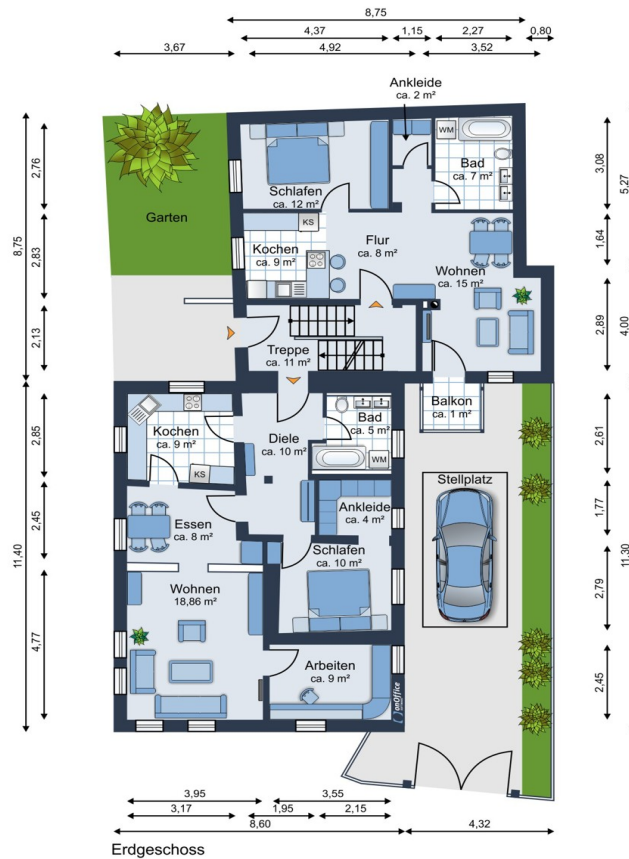 8,75
4,37
1,15
2,27
0,80
3,67
4,92
3,52
Ankleide
ca. 2 m²
WM
Bad
ca. 7 m²
2,76
3,08
5,27
Schlafen
ca. 12 m²
Garten
KS
Kochen
ca. 9 m²
Flur
ca. 8 m²
Wohnen
ca. 15 m²
8,75
2,83
1,64
2,13
2,89
4,00
Treppe
ca. 11 m²
Balkon
ca. 1 m²
Kochen
ca. 9 m²
KS
Diele
ca. 10 m²
Bad
ca. 5 m²
WM
2,85
2,61
Stellplatz
Ankleide
ca. 4 m²
Essen
ca. 8 m²
2,45
1,77
11,40
11,30
Schlafen
ca. 10 m²
Wohnen
18,86 m²
2,79
4,77
Arbeiten
ca. 9 m²
2,45
onOffice
3,95
3,55
3,17
1,95
2,15
8,60
4,32
Erdgeschoss